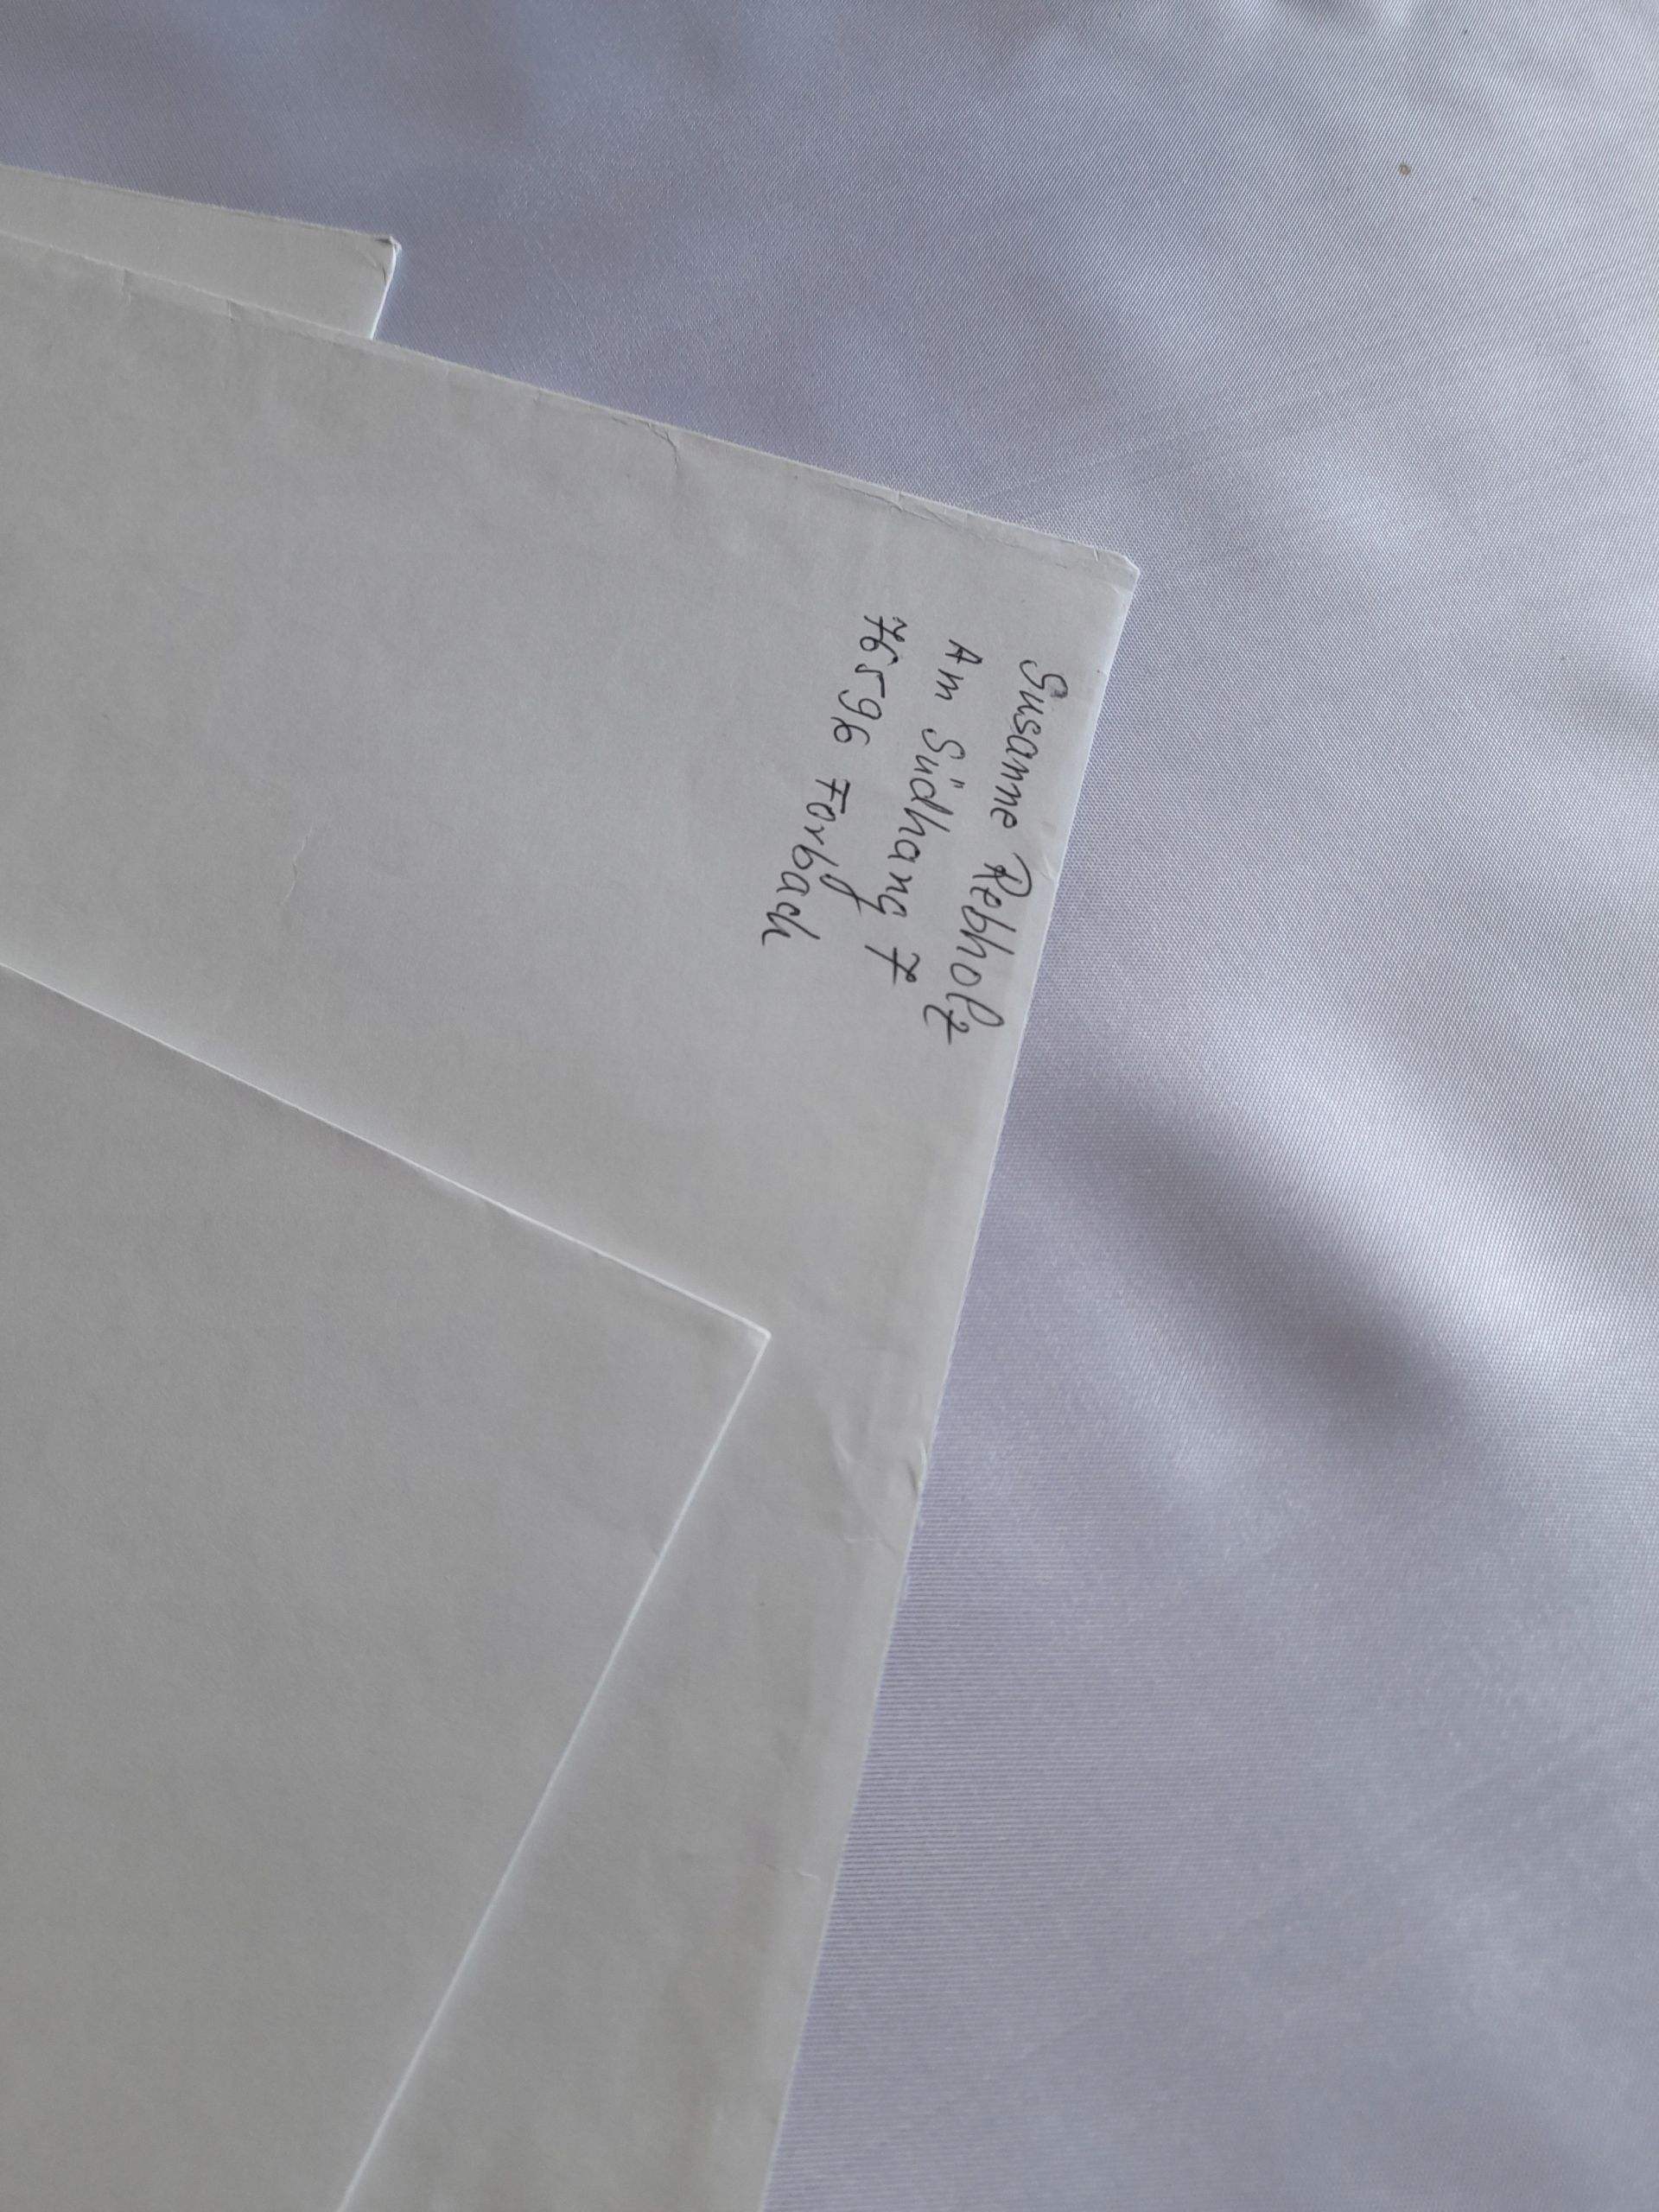 Susanne Rebholz
Am Südhang 7
76596 Forbach